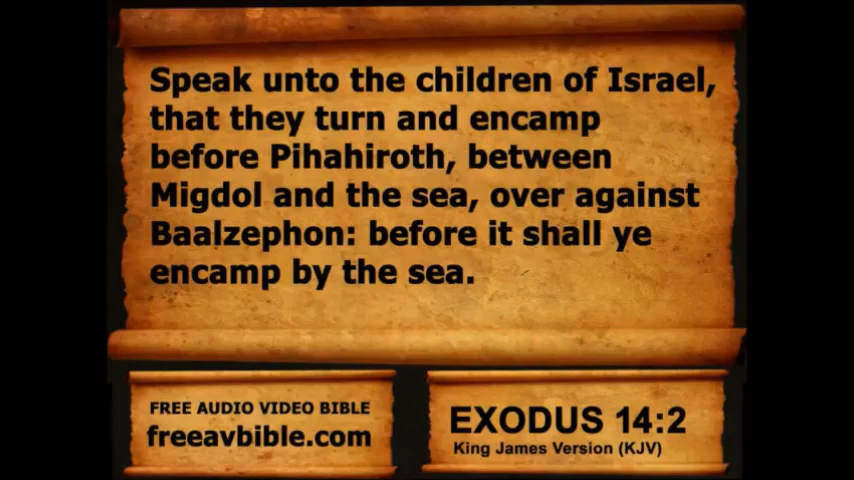 Speak unto the children of Israel,
that they turn and encamp
before Pihahiroth, between
Migdol and the sea, over against
Baalzephon: before it shall ye
encamp by the sea.
FREE AUDIO VIDEO BIBLE
freeavbible.com
EXODUS 14:2
King James Version (KJV)